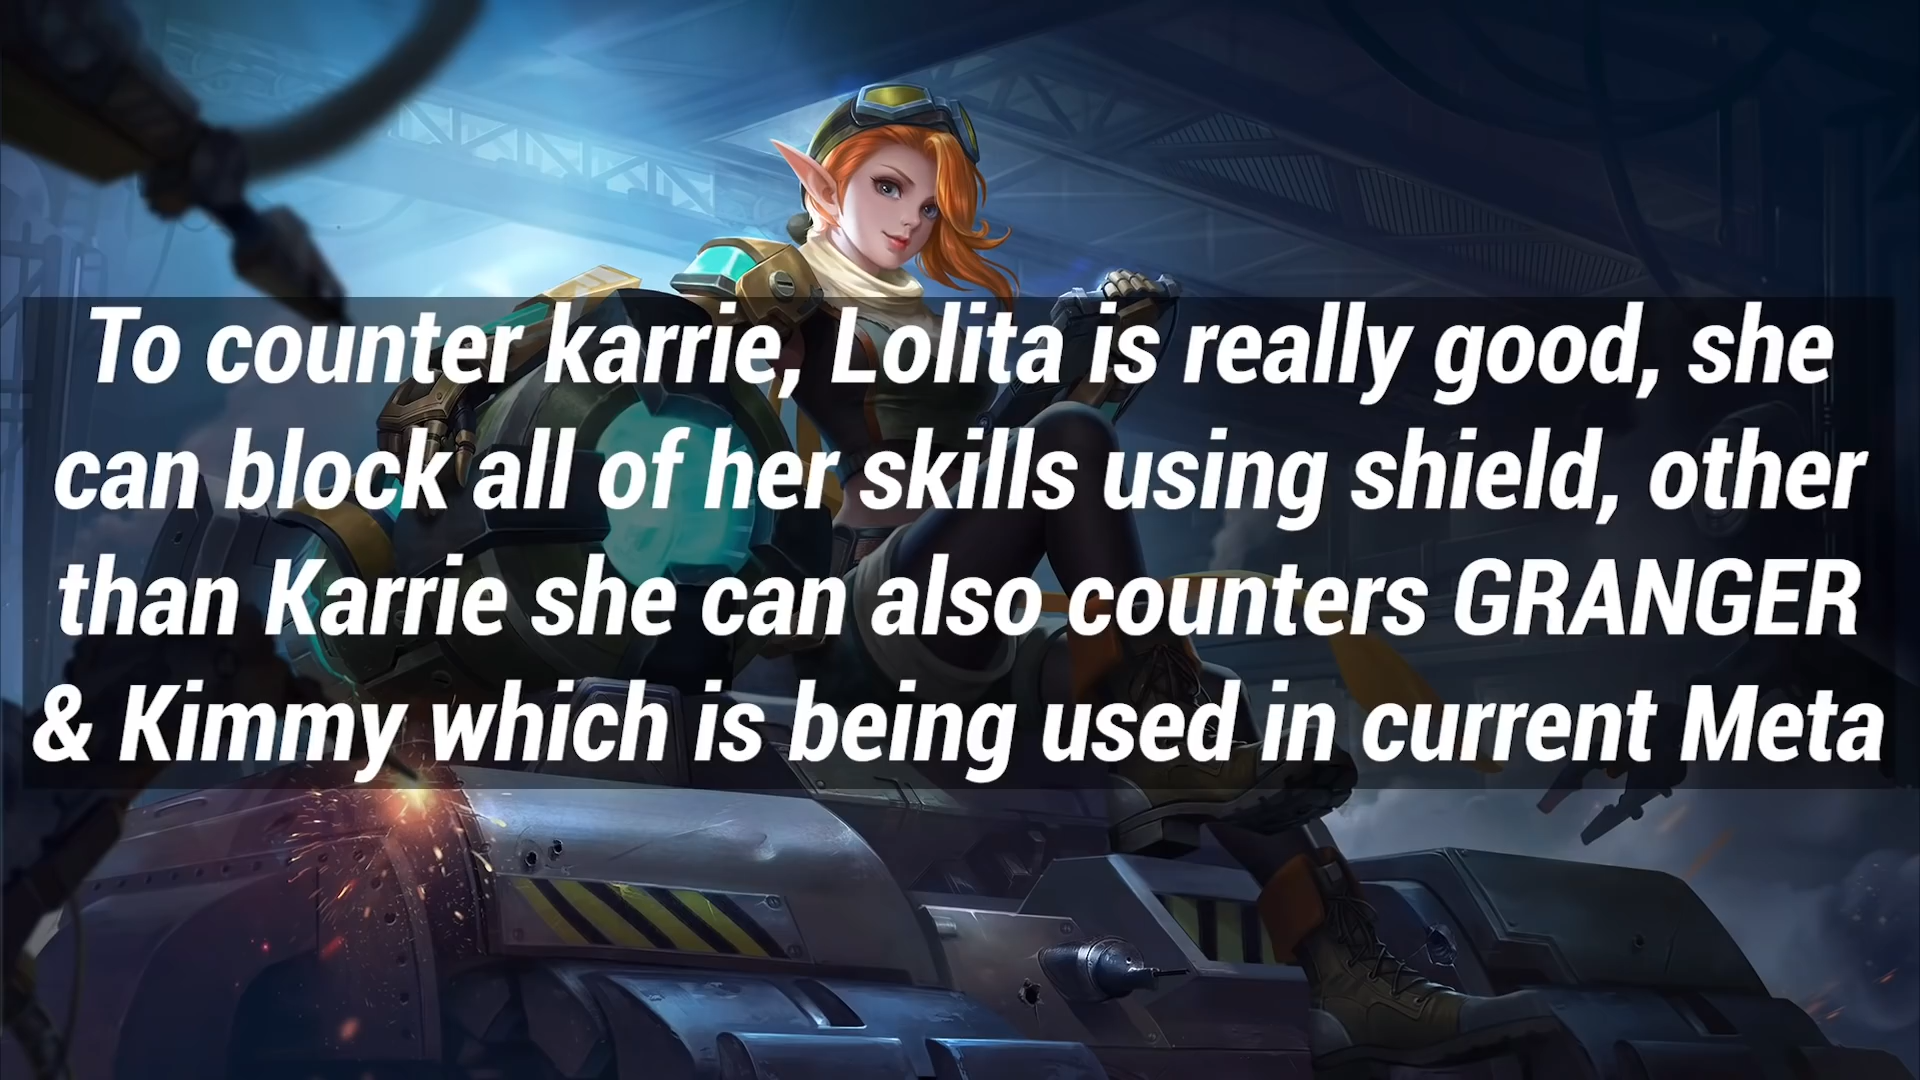 To counter karrie, Lolita is really good, she
can block all of her skills using shield, other
than Karrie she can also counters GRANGER
& Kimmy which is being used in current Meta